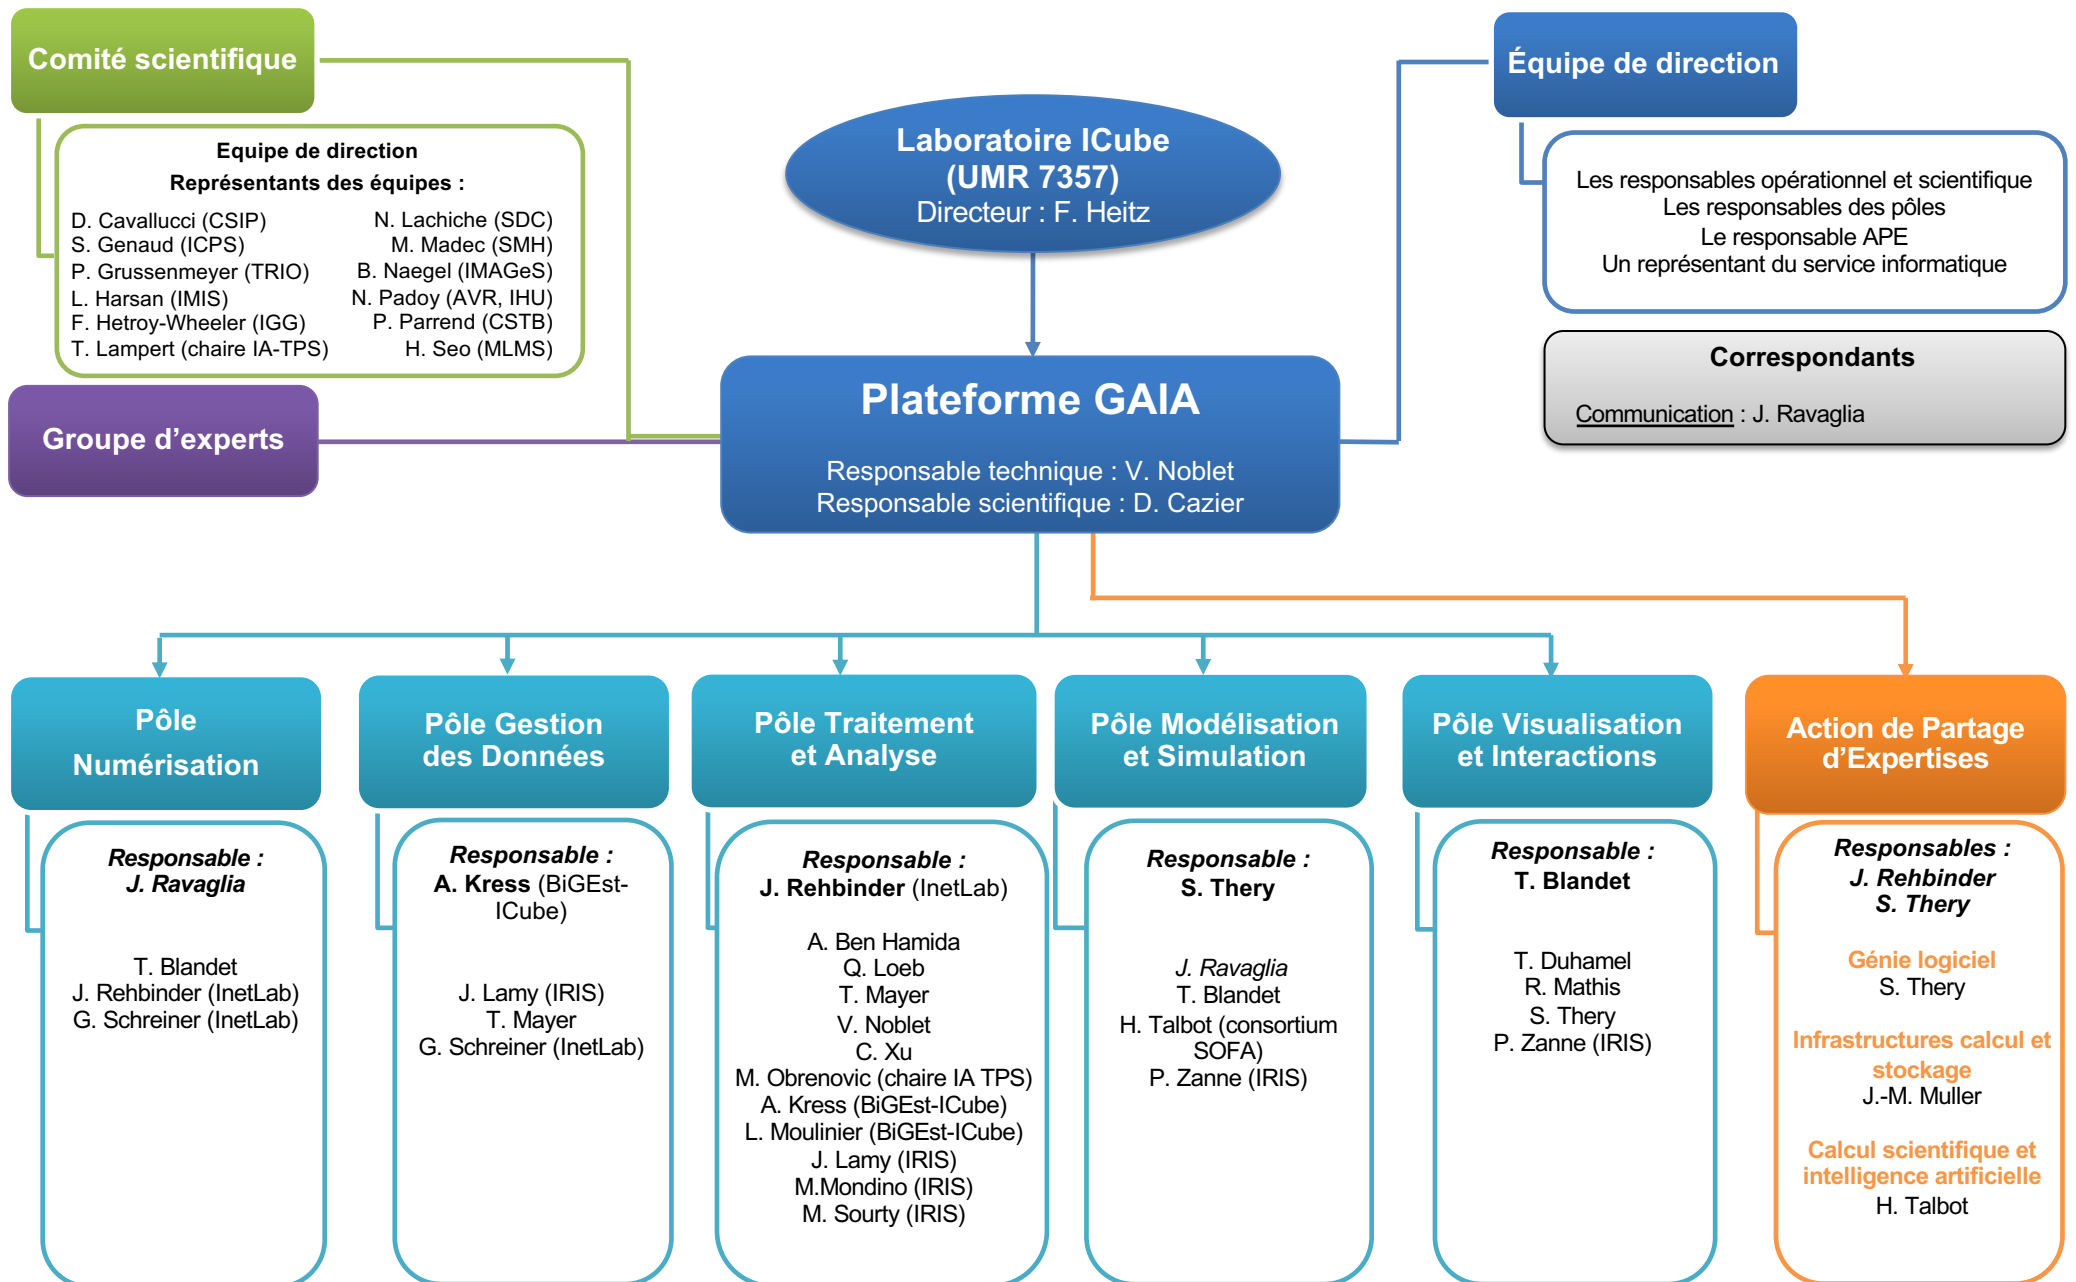 Comité scientifique
Equipe de direction
Représentants des équipes :
D. Cavallucci (CSIP)
S. Genaud (ICPS)
P. Grussenmeyer (TRIO)
L. Harsan (IMIS)
F. Hetroy-Wheeler (IGG)
T. Lampert (chaire IA-TPS)
N. Lachiche (SDC)
M. Madec (SMH)
B. Naegel (IMAGeS)
N. Padoy (AVR, IHU)
P. Parrend (CSTB)
H. Seo (MLMS)
Groupe d’experts
Laboratoire ICube
(UMR 7357)
Directeur : F. Heitz
Plateforme GAIA
Responsable technique : V. Noblet
Responsable scientifique : D. Cazier
Équipe de direction
Les responsables opérationnel et scientifique
Les responsables des pôles
Le responsable APE
Un représentant du service informatique
Correspondants
Communication : J. Ravaglia
Pôle
Numérisation
Responsable :
J. Ravaglia
T. Blandet
J. Rehbinder (InetLab)
G. Schreiner (InetLab)
Pôle Gestion
des Données
Responsable :
A. Kress (BiGEst-
ICube)
J. Lamy (IRIS)
T. Mayer
G. Schreiner (InetLab)
Pôle Traitement
et Analyse
Responsable :
J. Rehbinder (InetLab)
A. Ben Hamida
Q. Loeb
T. Mayer
V. Noblet
C. Xu
M. Obrenovic (chaire IA TPS)
A. Kress (BiGEst-ICube)
L. Moulinier (BiGEst-ICube)
J. Lamy (IRIS)
M.Mondino (IRIS)
M. Sourty (IRIS)
Pôle Modélisation
et Simulation
Responsable :
S. Thery
J. Ravaglia
T. Blandet
H. Talbot (consortium
SOFA)
P. Zanne (IRIS)
Pôle Visualisation
et Interactions
Responsable :
T. Blandet
T. Duhamel
R. Mathis
S. Thery
P. Zanne (IRIS)
Action de Partage
d’Expertises
Responsables :
J. Rehbinder
S. Thery
Génie logiciel
S. Thery
Infrastructures calcul et
stockage
J.-M. Muller
Calcul scientifique et
intelligence artificielle
H. Talbot